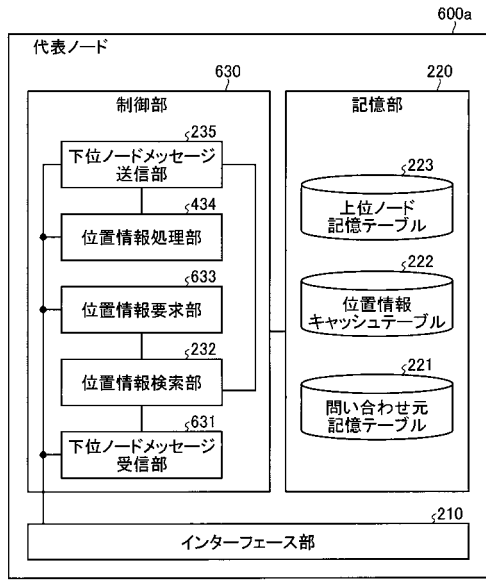 600a
代表ノード
630
制御部
220
記憶部
235
下位ノードメッセージ
送信部
434
位置情報処理部
633
位置情報要求部
232
位置情報検索部
631
下位ノードメッセージ
受信部
223
上位ノード
記憶テーブル
222
位置情報
キャッシュテーブル
221
問い合わせ元
記憶テーブル
210
インターフェース部